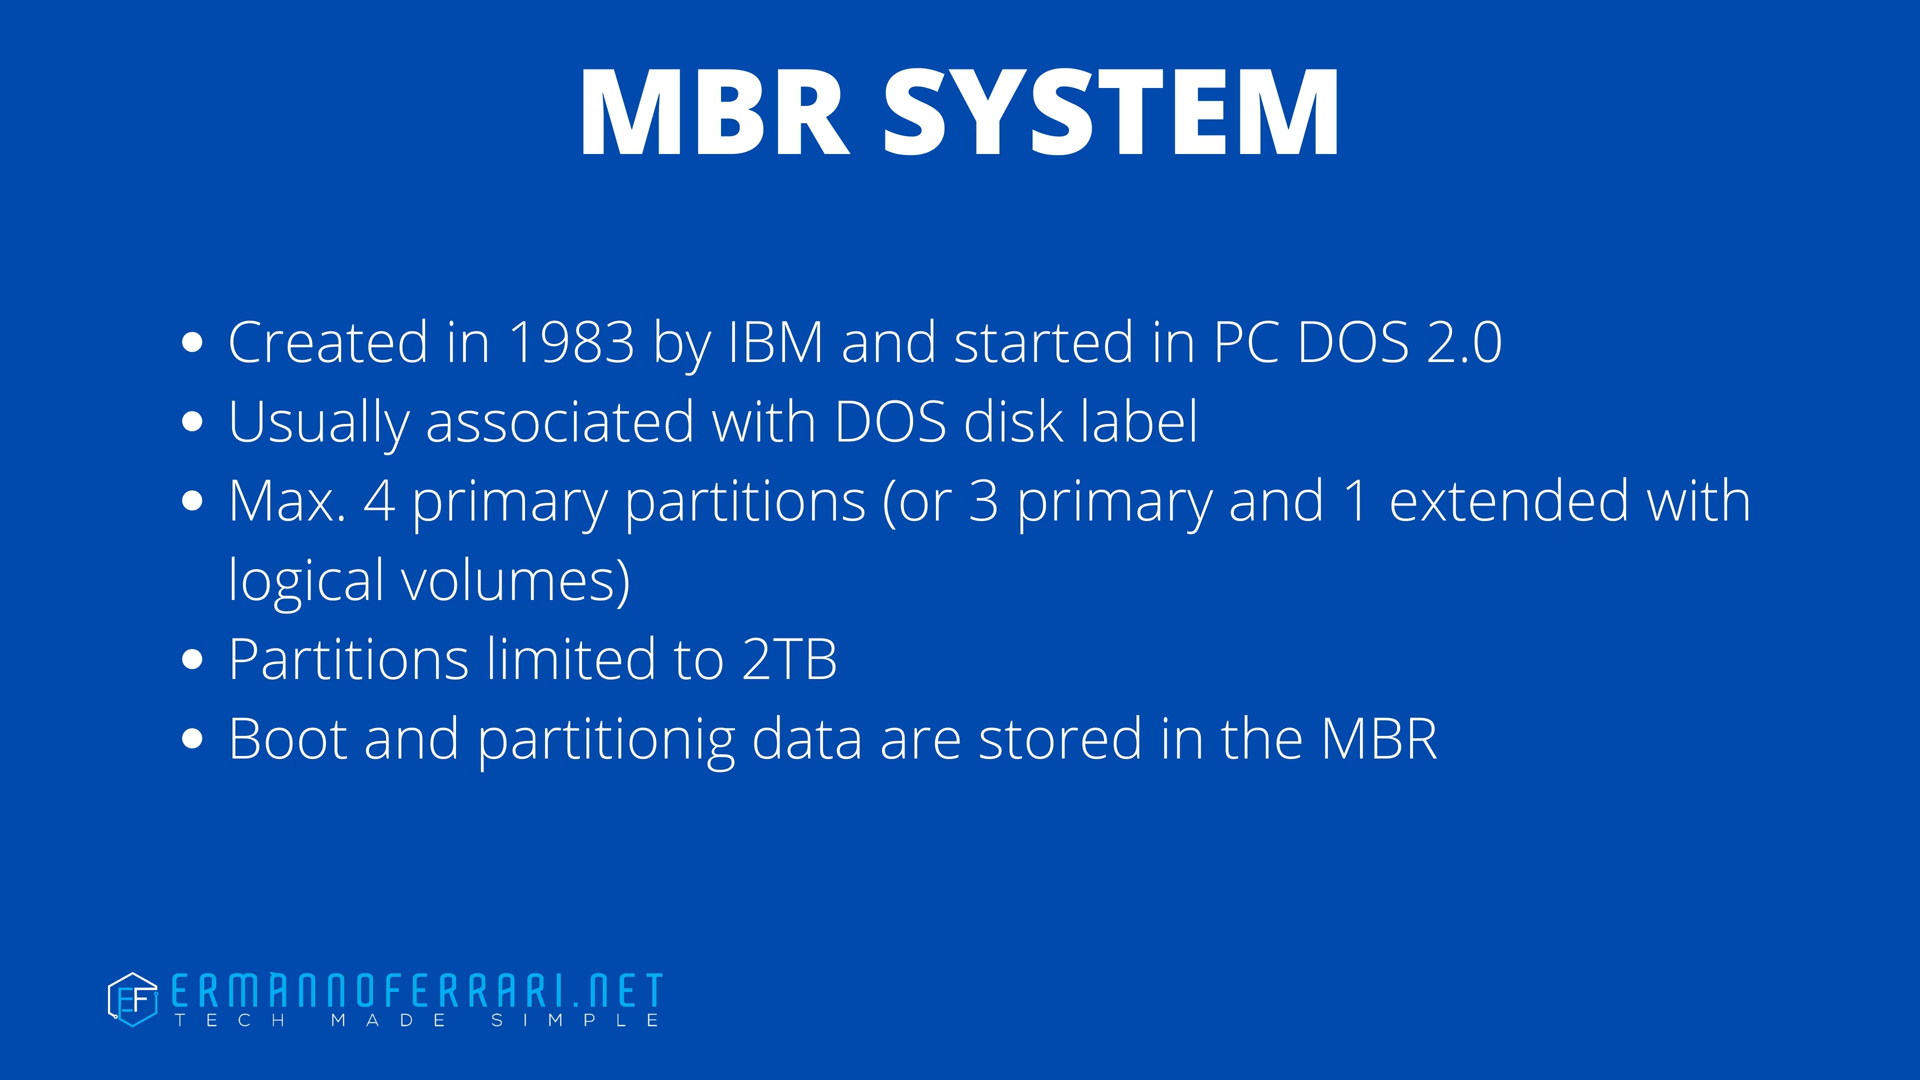 MBR SYSTEM
• Created in 1983 by IBM and started in PC DOS 2.0
• Usually associated with DOS disk label
• Max. 4 primary partitions (or 3 primary and 1 extended with
logical volumes)
• Partitions limited to 2TB
• Boot and partitionig data are stored in the MBR
EF ERMANNOFERRARI.NET
TECH MADE SIMPLE